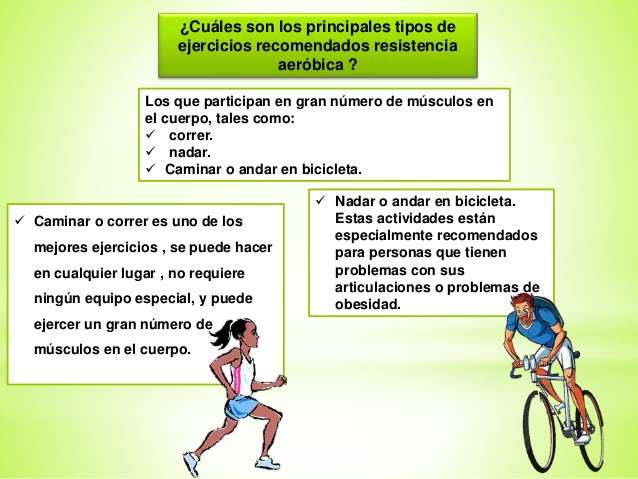 ¿Cuáles son los principales tipos de
ejercicios recomendados resistencia
aeróbica ?
Los que participan en gran número de músculos en
el cuerpo, tales como:
✓ correr.
✓ nadar.
✓ Caminar o andar en bicicleta.
✓ Caminar o correr es uno de los
mejores ejercicios , se puede hacer
en cualquier lugar , no requiere
ningún equipo especial, y puede
ejercer un gran número de
músculos en el cuerpo.
✓ Nadar o andar en bicicleta.
Estas actividades están
especialmente recomendados
para personas que tienen
problemas con sus
articulaciones o problemas de
obesidad.